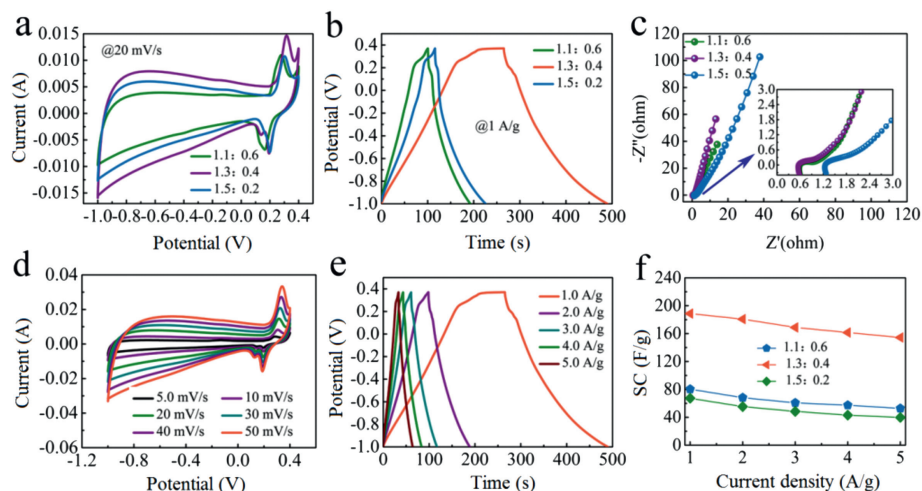 a
@20 mV/s
0.015
0.010
0.005
0.000
-0.005
-0.010
-0.015
Current (A)
1.1: 0.6
1.3: 0.4
1.5: 0.2
-1.0 -0.8 -0.6 -0.4 -0.2 0.0 0.2 0.4
Potential (V)
b
0.4
0.2
0.0
-0.2
-0.4
-0.6
-0.8
-1.0
Potential (V)
1.1: 0.6
1.3: 0.4
1.5: 0.2
@1 A/g
0 100 200 300 400 500
Time (s)
c
120
100
80
60
40
20
0
-Z"(ohm)
1.1: 0.6
1.3: 0.4
1.5: 0.5
3.0
2.4
1.8
1.2
0.6
0.0
0.0 0.6 1.2 1.8 2.4 3.0
0 20 40 60 80 100
Z'(ohm)
d
0.04
0.02
0.00
-0.02
-0.04
-0.06
Current (A)
5.0 mV/s 10 mV/s
20 mV/s 30 mV/s
40 mV/s 50 mV/s
-1.2 -0.8 -0.4 0.0 0.4
Potential (V)
e
0.4
0.2
0.0
-0.2
-0.4
-0.6
-0.8
-1.0
Potential (V)
1.0 A/g
2.0 A/g
3.0 A/g
4.0 A/g
5.0 A/g
0 100 200 300 400 500
Time (s)
f
240
200
160
120
80
40
0
SC (F/g)
1.1: 0.6
1.3: 0.4
1.5: 0.2
1 2 3 4 5
Current density (A/g)